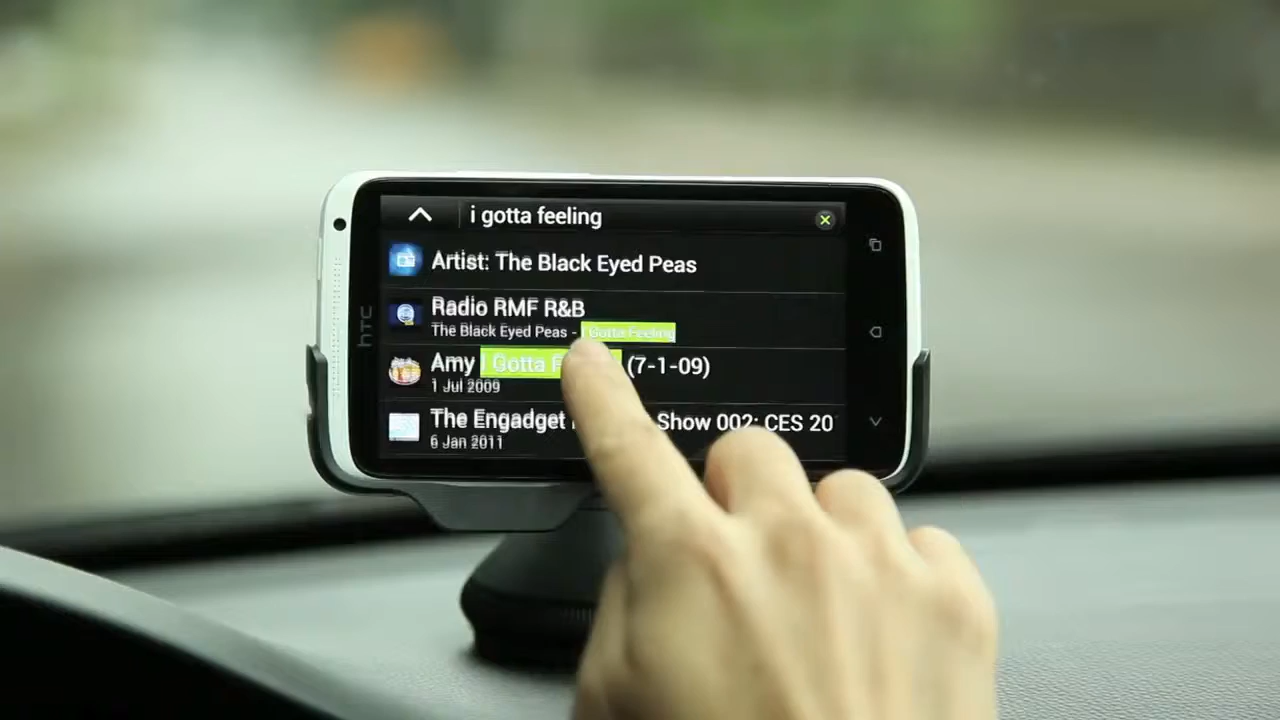 i gotta feeling
Artist: The Black Eyed Peas
Radio RMF R&B
The Black Eyed Peas - I Gotta Feeling
Amy I Gotta (7-1-09)
1 Jul 2009
The Engadget Show 002: CES 20
6 Jan 2011
hTC